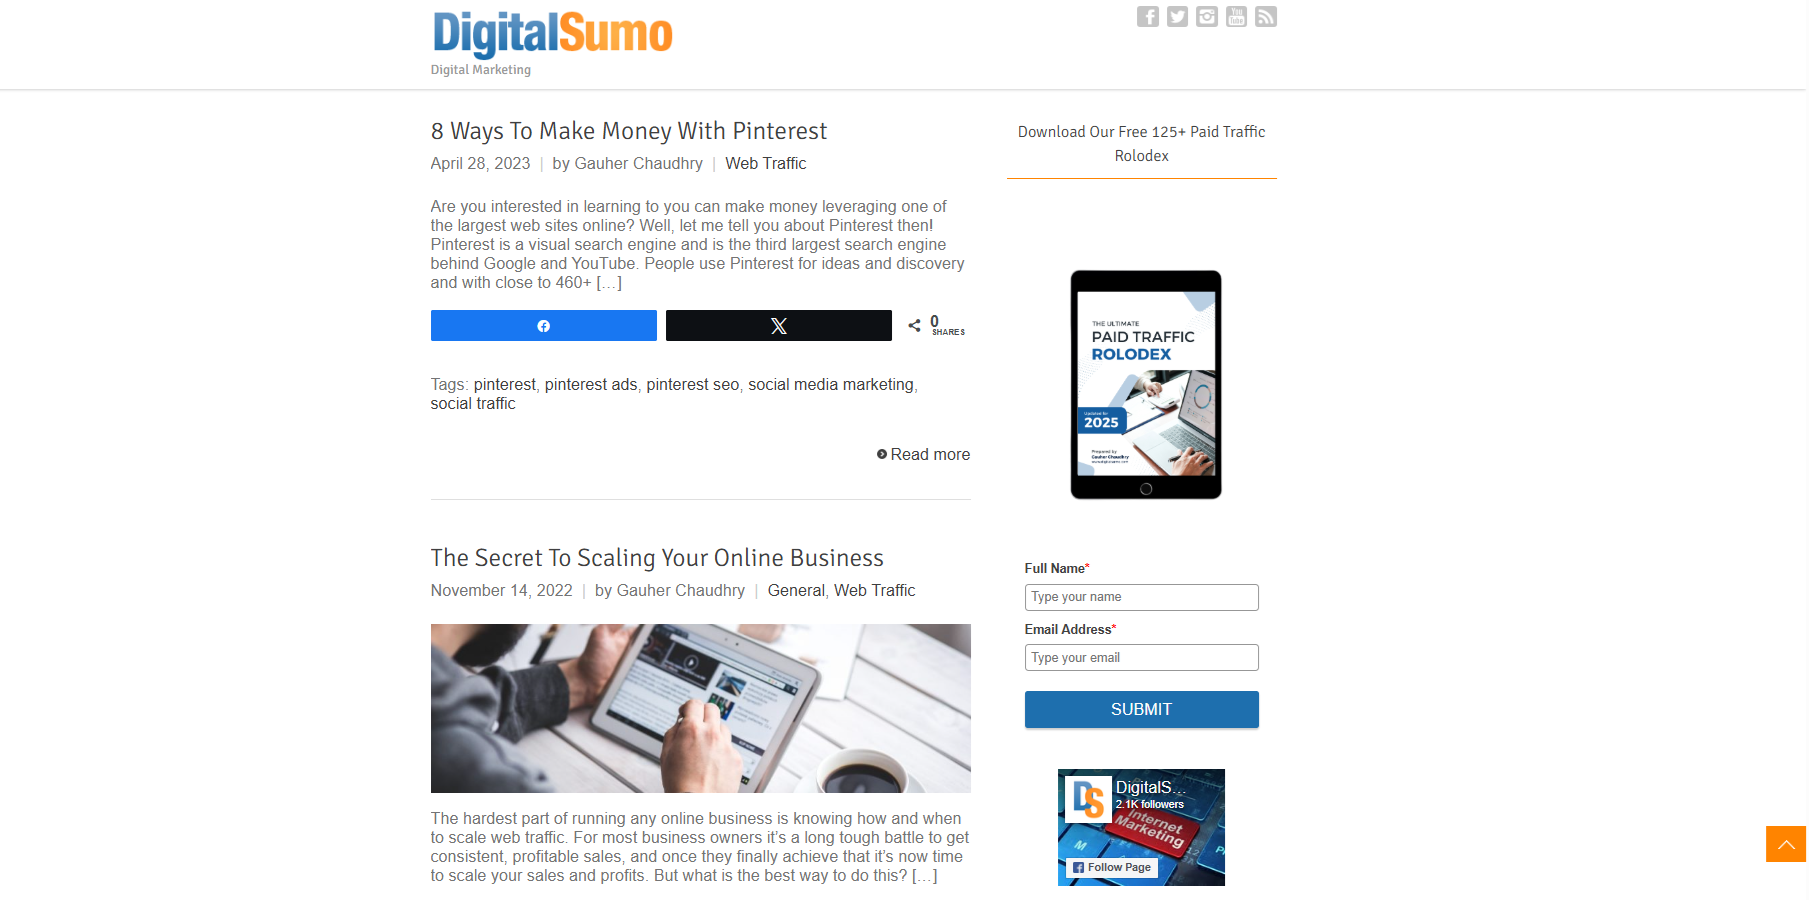 DigitalSumo
Digital Marketing
8 Ways To Make Money With Pinterest
April 28, 2023 | by Gauher Chaudhry | Web Traffic
Are you interested in learning to you can make money leveraging one of
the largest web sites online? Well, let me tell you about Pinterest then!
Pinterest is a visual search engine and is the third largest search engine
behind Google and YouTube. People use Pinterest for ideas and discovery
and with close to 460+ […]
0
SHARES
Tags: pinterest, pinterest ads, pinterest seo, social media marketing,
social traffic
Read more
The Secret To Scaling Your Online Business
November 14, 2022 | by Gauher Chaudhry | General, Web Traffic
The hardest part of running any online business is knowing how and when
to scale web traffic. For most business owners it’s a long tough battle to get
consistent, profitable sales, and once they finally achieve that it’s now time
to scale your sales and profits. But what is the best way to do this? […]
Download Our Free 125+ Paid Traffic
Rolodex
THE ULTIMATE
PAID TRAFFIC
ROLODEX
Updated for
2025
Prepared by
Gauher Chaudhry
Full Name*
Type your name
Email Address*
Type your email
SUBMIT
DS
DigitalS...
2.1K followers
Internet
Marketing
Follow Page